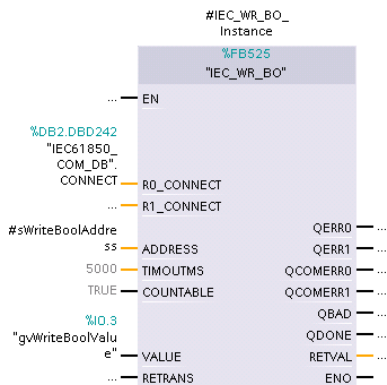 #IEC_WR_BO_
Instance
%FB525
"IEC_WR_BO"
... EN
%DB2.DBD242
"IEC61850_
COM_DB".
CONNECT R0_CONNECT
... R1_CONNECT
#sWriteBoolAddre
ss ADDRESS
5000 TIMOUTMS
TRUE COUNTABLE
%I0.3
"gvWriteBoolValu
e" VALUE
... RETRANS
QERR0 ...
QERR1 ...
QCOMERR0 ...
QCOMERR1 ...
QBAD ...
QDONE ...
RETVAL ...
ENO